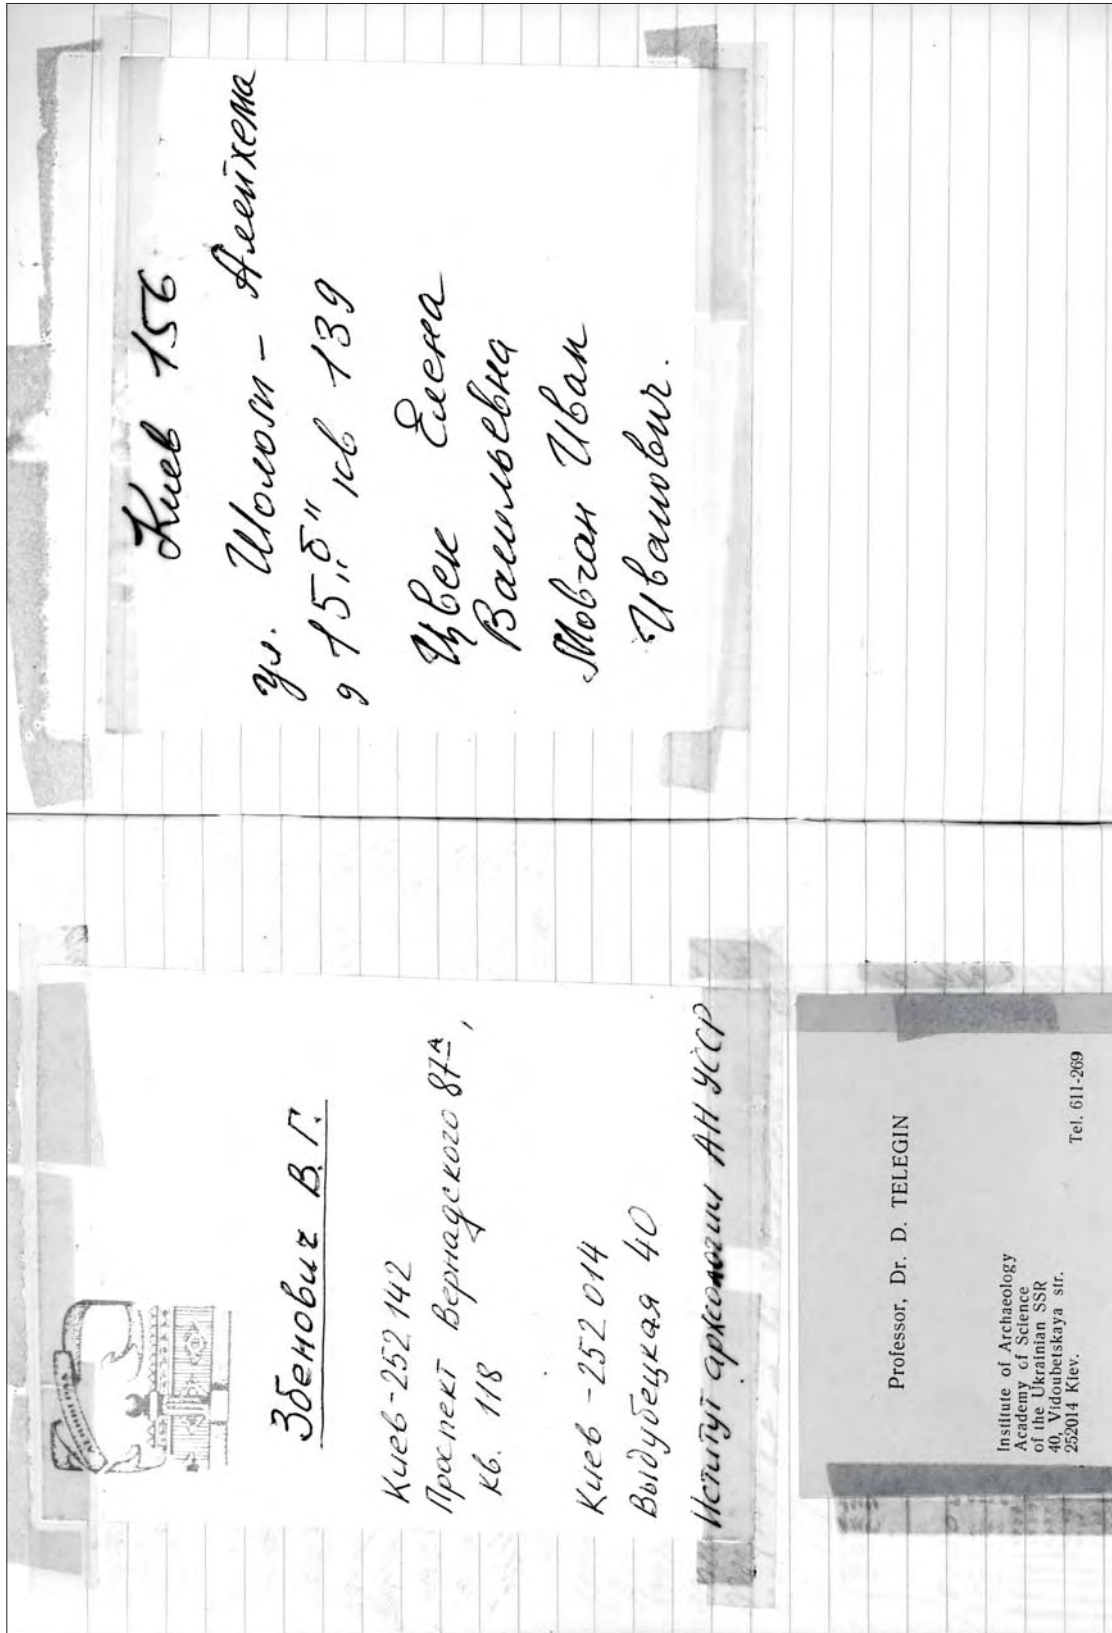 Збенович В. Г.
Киев-252142
Проспект Вернадского 87А,
кв. 118
Киев-252014
Выдубецкая 40
Иститут археологии АН УССР
Professor, Dr. D. TELEGIN
Institute of Archaeology
Academy of Science
of the Ukrainian SSR
40, Vidoubetskaya str.
252014 Kiev.
Tel. 611-269
Киев 156
ул. Шолом-Алейхема
д 15 „б" кв 139
Цвек Елена
Васильевна
Мовчан Иван
Иванович.